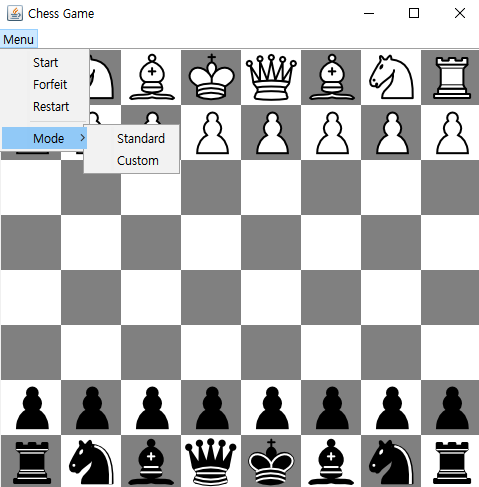 Chess Game
Menu
Start
Forfeit
Restart
Mode
Standard
Custom